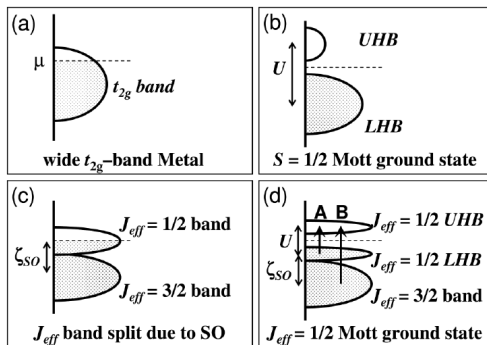 (a)
μ
t2g band
wide t2g–band Metal
(b)
UHB
U
LHB
S = 1/2 Mott ground state
(c)
Jeff = 1/2 band
ζSO
Jeff = 3/2 band
Jeff band split due to SO
(d)
A B
Jeff = 1/2 UHB
U
Jeff = 1/2 LHB
ζSO
Jeff = 3/2 band
Jeff = 1/2 Mott ground state